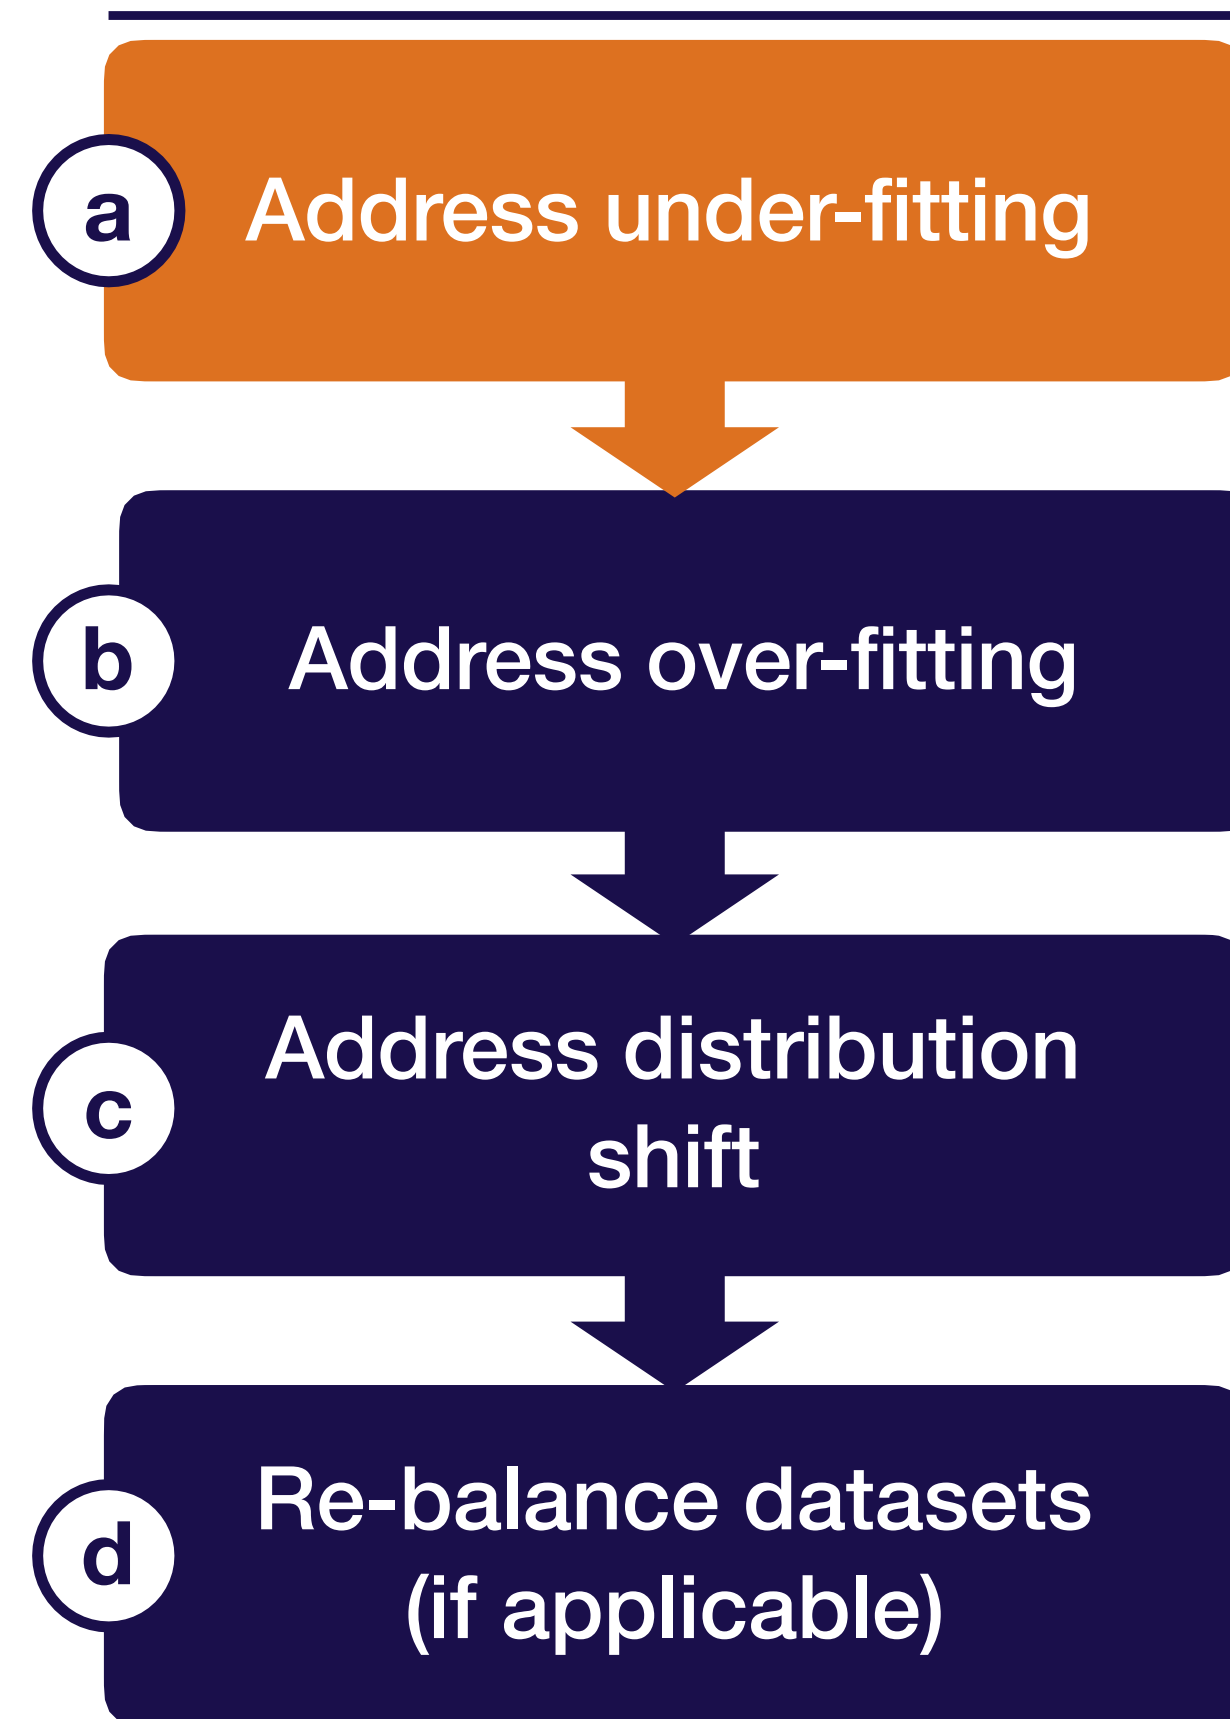 a
Address under-fitting
b
Address over-fitting
c
Address distribution
shift
d
Re-balance datasets
(if applicable)